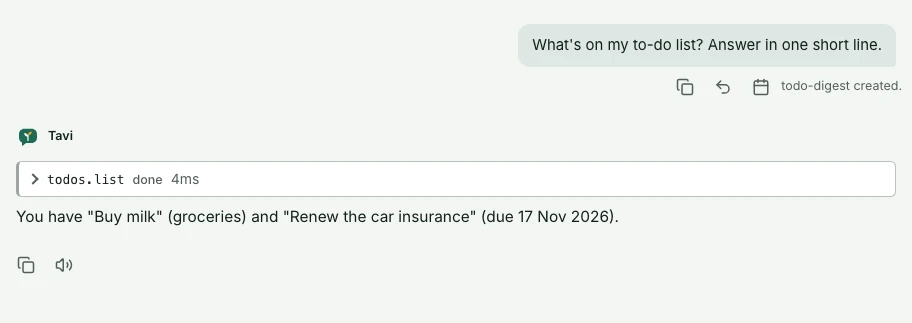 What's on my to-do list? Answer in one short line.
todo-digest created.
Tavi
todos.list done 4ms
You have "Buy milk" (groceries) and "Renew the car insurance" (due 17 Nov 2026).